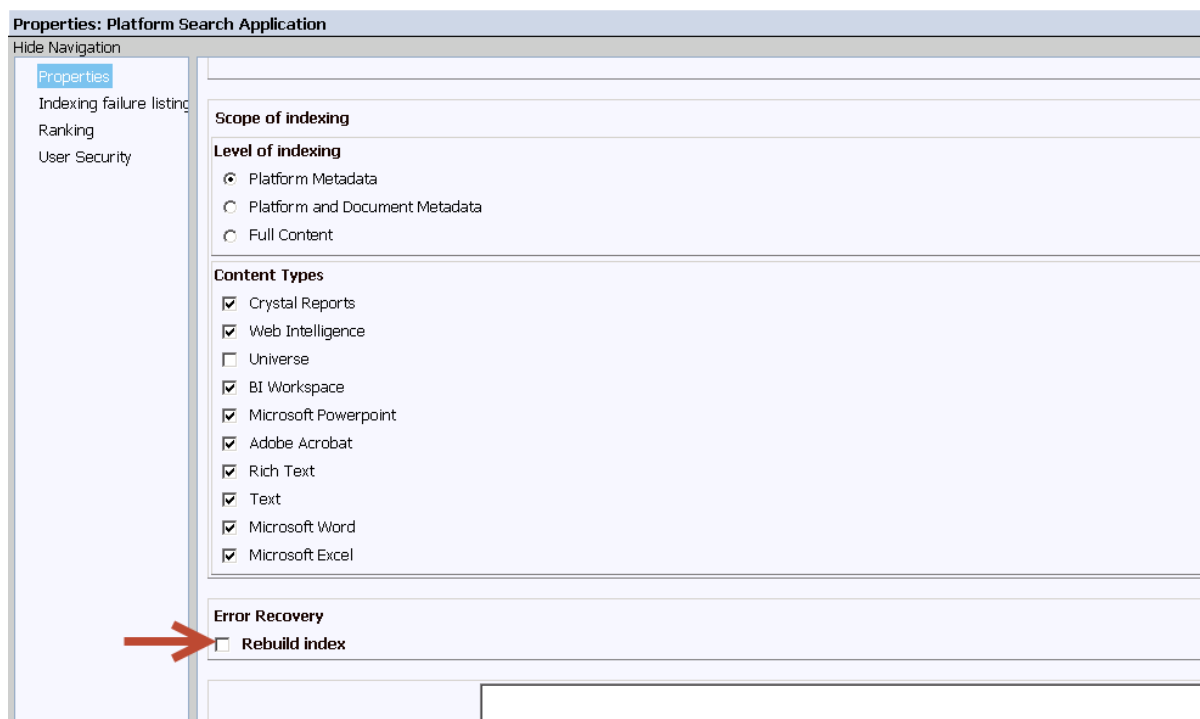 Properties: Platform Search Application
Hide Navigation
Properties
Indexing failure listing
Ranking
User Security
Scope of indexing
Level of indexing
Platform Metadata
Platform and Document Metadata
Full Content
Content Types
Crystal Reports
Web Intelligence
Universe
BI Workspace
Microsoft Powerpoint
Adobe Acrobat
Rich Text
Text
Microsoft Word
Microsoft Excel
Error Recovery
Rebuild index